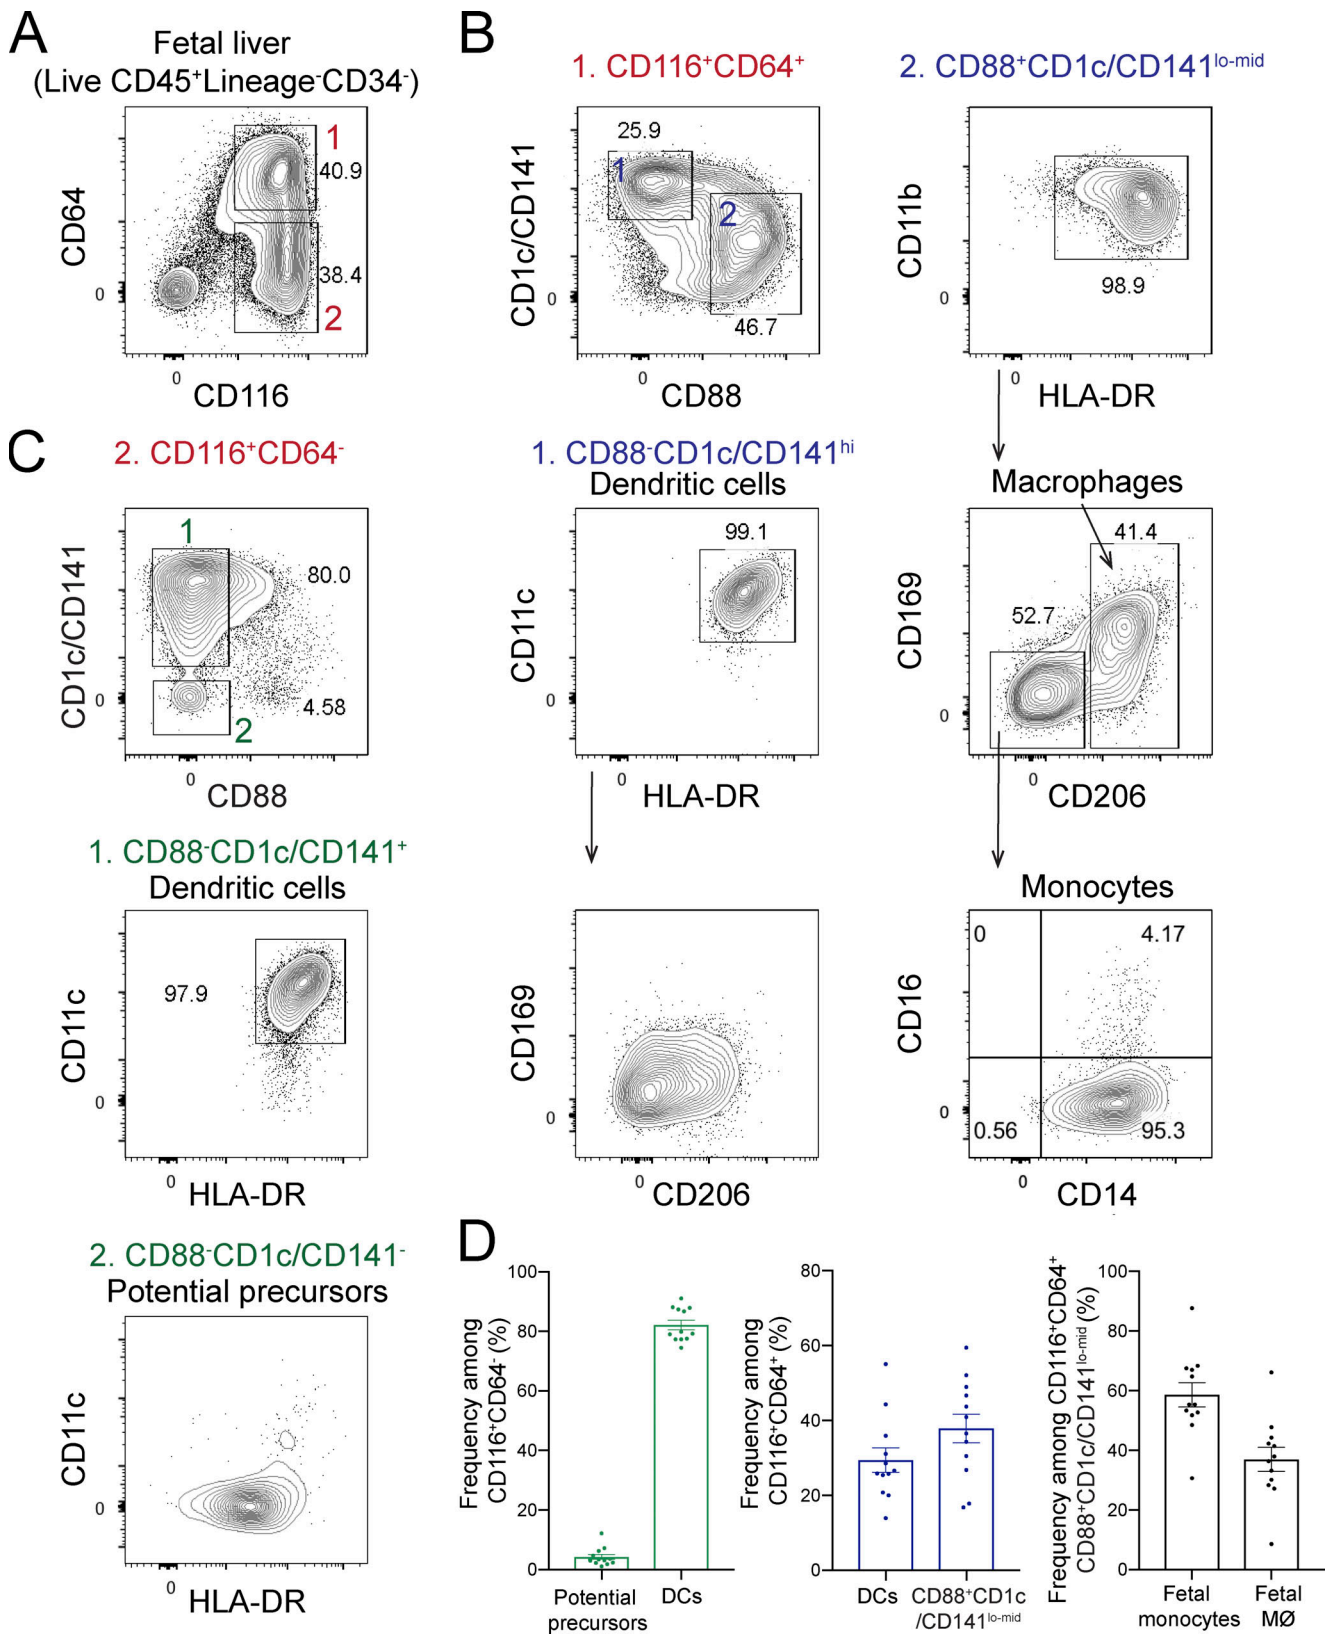 A
Fetal liver
(Live CD45⁺Lineage⁻CD34⁻)
CD64
1
40.9
38.4
2
0
0
CD116
B
1. CD116⁺CD64⁺
CD1c/CD141
25.9
1
2
46.7
0
0
CD88
2. CD88⁺CD1c/CD141ˡᵒ⁻ᵐⁱᵈ
CD11b
98.9
0
0
HLA-DR
1. CD88⁻CD1c/CD141ʰⁱ
Dendritic cells
CD11c
99.1
0
0
HLA-DR
Macrophages
CD169
41.4
52.7
0
0
CD206
CD169
0
0
CD206
Monocytes
CD16
0
4.17
0.56
95.3
0
0
CD14
C
2. CD116⁺CD64⁻
CD1c/CD141
1
80.0
4.58
2
0
0
CD88
1. CD88⁻CD1c/CD141⁺
Dendritic cells
CD11c
97.9
0
0
HLA-DR
2. CD88⁻CD1c/CD141⁻
Potential precursors
CD11c
0
0
HLA-DR
D
Frequency among
CD116⁺CD64⁻ (%)
100
80
60
40
20
0
Potential
precursors
DCs
Frequency among
CD116⁺CD64⁺ (%)
80
60
40
20
0
DCs
CD88⁺CD1c
/CD141ˡᵒ⁻ᵐⁱᵈ
Frequency among CD116⁺CD64⁺
CD88⁺CD1c/CD141ˡᵒ⁻ᵐⁱᵈ (%)
100
80
60
40
20
0
Fetal
monocytes
Fetal
MØ